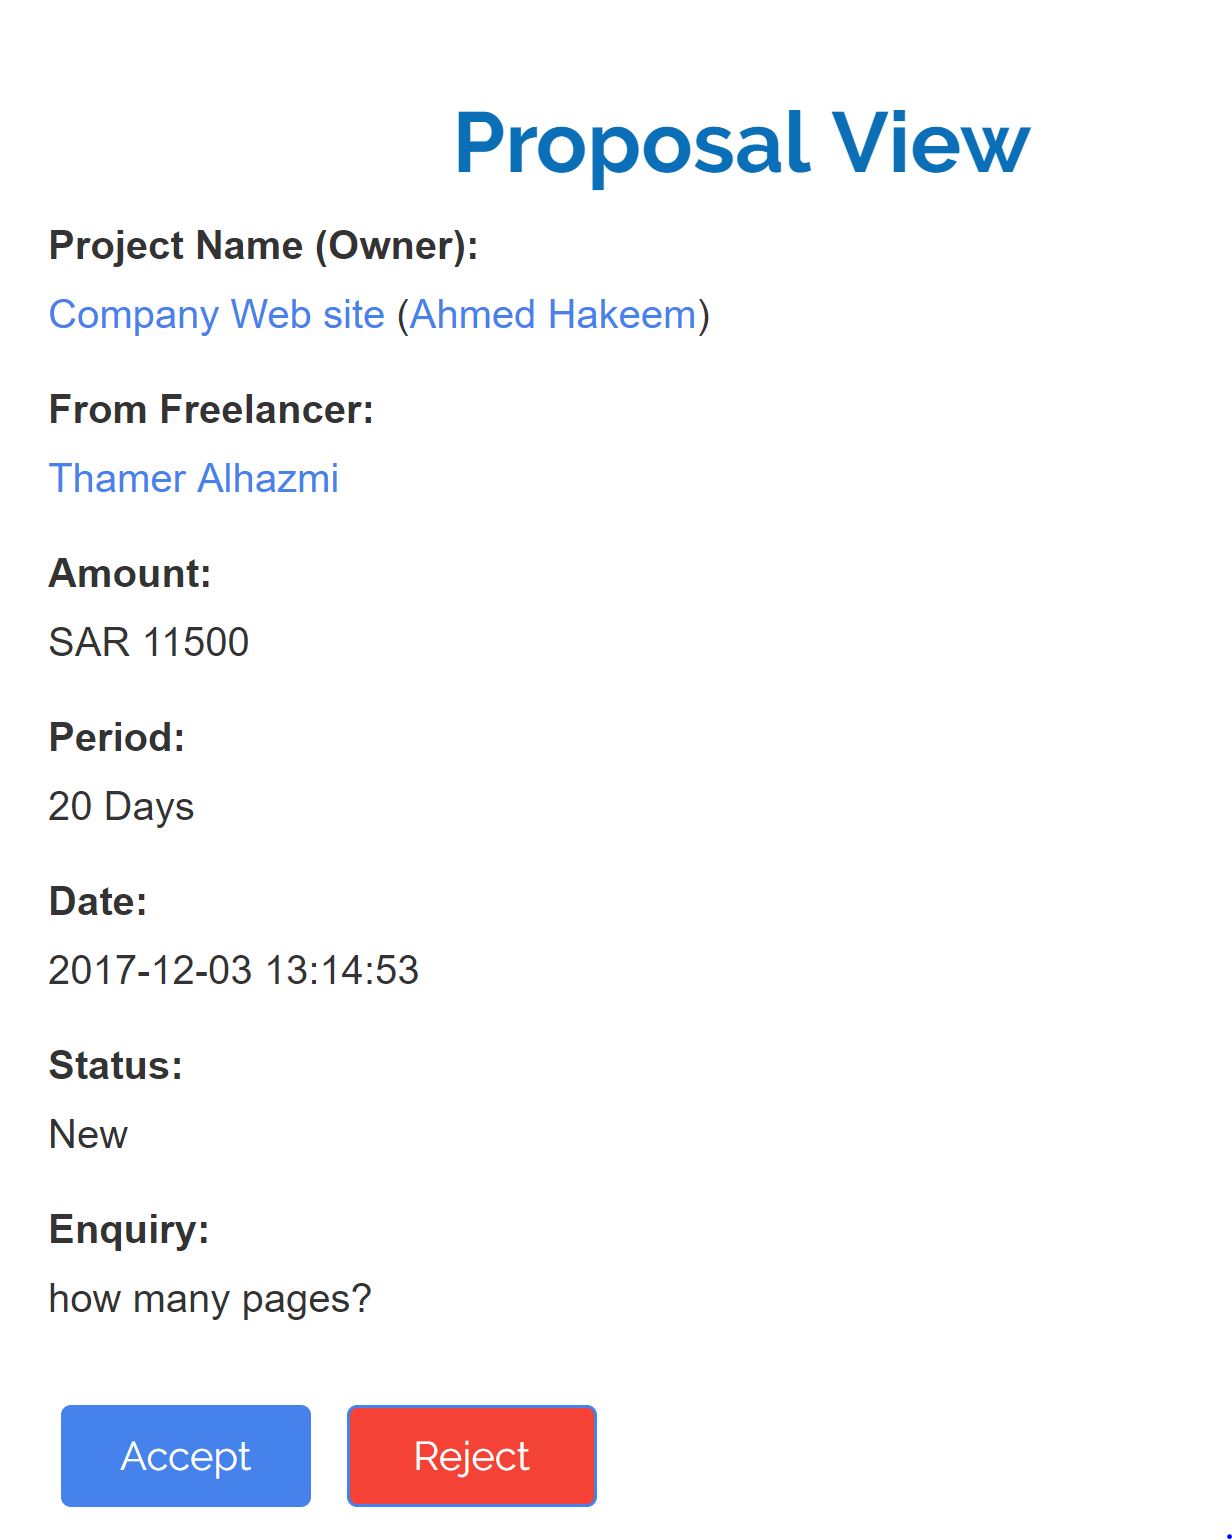 Proposal View
Project Name (Owner):
Company Web site (Ahmed Hakeem)
From Freelancer:
Thamer Alhazmi
Amount:
SAR 11500
Period:
20 Days
Date:
2017-12-03 13:14:53
Status:
New
Enquiry:
how many pages?
Accept Reject